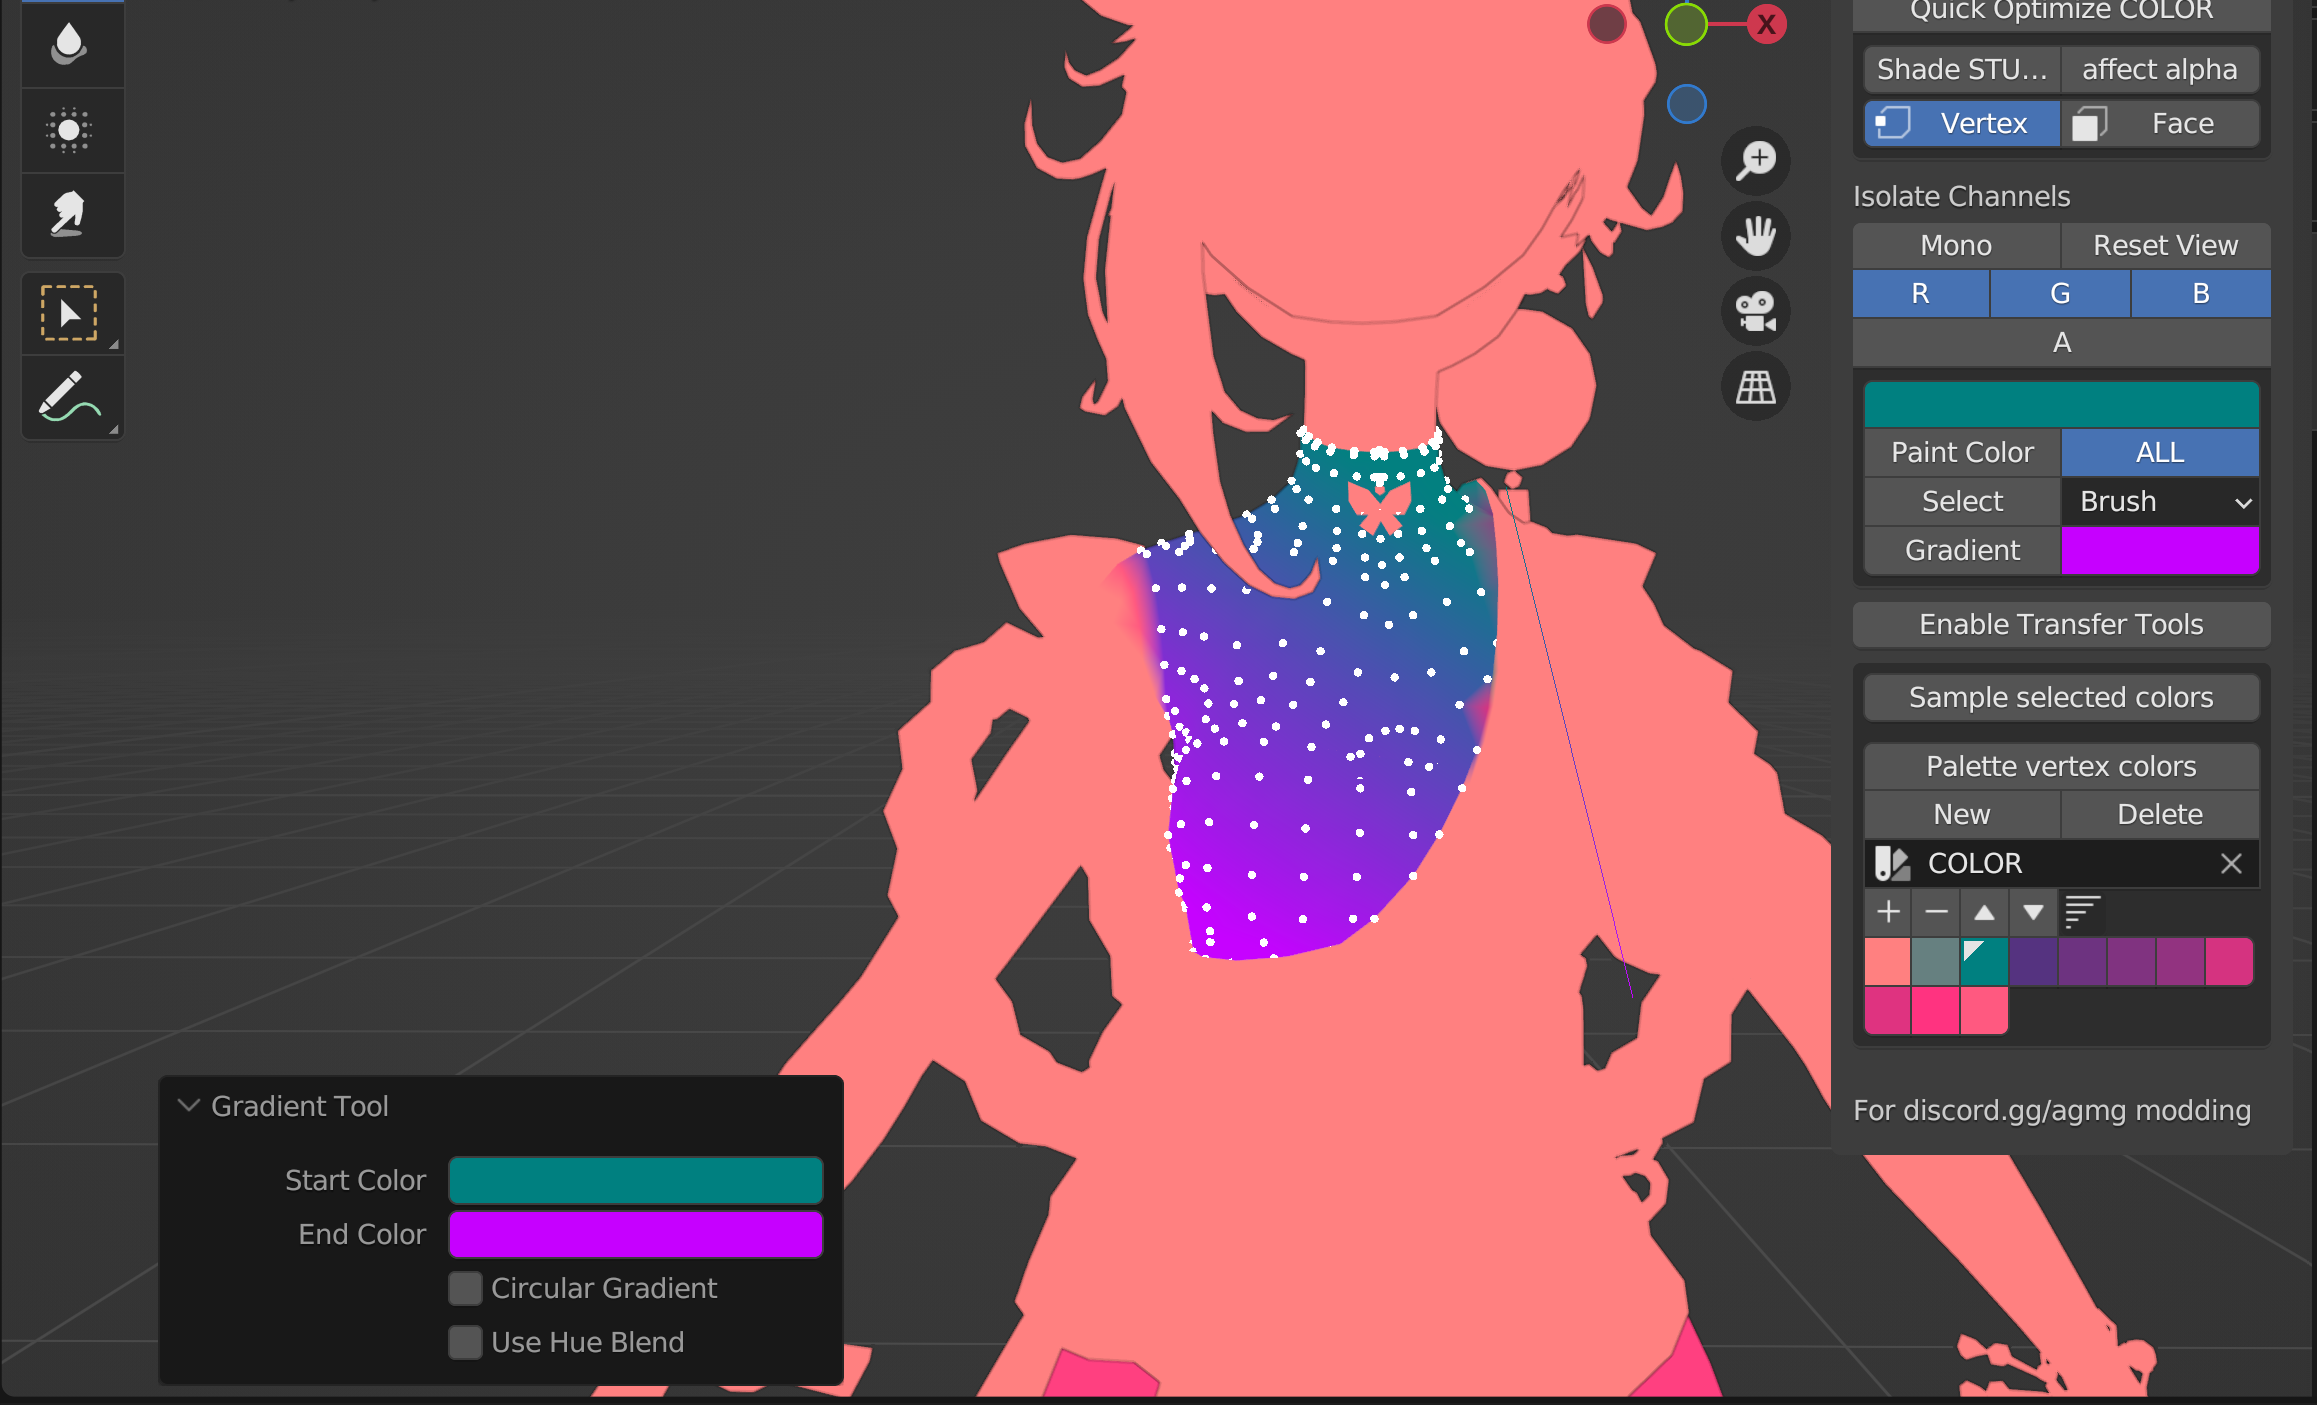 Quick Optimize COLOR
Shade STU... affect alpha
Vertex Face
Isolate Channels
Mono Reset View
R G B
A
Paint Color ALL
Select Brush
Gradient
Enable Transfer Tools
Sample selected colors
Palette vertex colors
New Delete
COLOR
For discord.gg/agmg modding
X
Gradient Tool
Start Color
End Color
Circular Gradient
Use Hue Blend